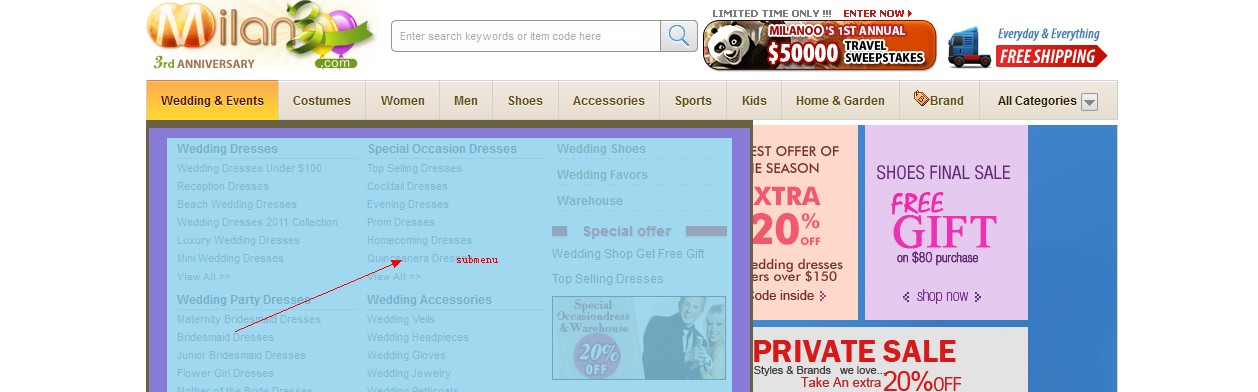 LIMITED TIME ONLY !!! ENTER NOW
Milan
.com
3rd ANNIVERSARY
Enter search keywords or item code here
MILANOO'S 1ST ANNUAL
$50000 TRAVEL SWEEPSTAKES
Everyday & Everything
FREE SHIPPING
Wedding & Events Costumes Women Men Shoes Accessories Sports Kids Home & Garden Brand All Categories
Wedding Dresses
Wedding Dresses Under $100
Reception Dresses
Beach Wedding Dresses
Wedding Dresses 2011 Collection
Luxury Wedding Dresses
Mini Wedding Dresses
View All >>
Wedding Party Dresses
Maternity Bridesmaid Dresses
Bridesmaid Dresses
Junior Bridesmaid Dresses
Flower Girl Dresses
Mother of the Bride Dresses
Special Occasion Dresses
Top Selling Dresses
Cocktail Dresses
Evening Dresses
Prom Dresses
Homecoming Dresses
Quinceanera Dress
submenu
View All >>
Wedding Accessories
Wedding Veils
Wedding Headpieces
Wedding Gloves
Wedding Jewelry
Wedding Petticoats
Wedding Shoes
Wedding Favors
Warehouse
Special offer
Wedding Shop Get Free Gift
Top Selling Dresses
Special
Occasiondress
& Warehouse
20%
OFF
EST OFFER OF
E SEASON
XTRA
20%
OFF
edding dresses
ers over $150
ode inside
SHOES FINAL SALE
FREE
GIFT
on $80 purchase
shop now
PRIVATE SALE
Styles & Brands we love...
Take An extra 20%OFF